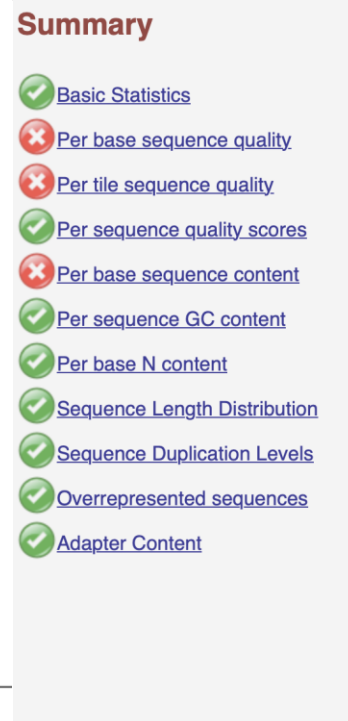 Summary
Basic Statistics
Per base sequence quality
Per tile sequence quality
Per sequence quality scores
Per base sequence content
Per sequence GC content
Per base N content
Sequence Length Distribution
Sequence Duplication Levels
Overrepresented sequences
Adapter Content